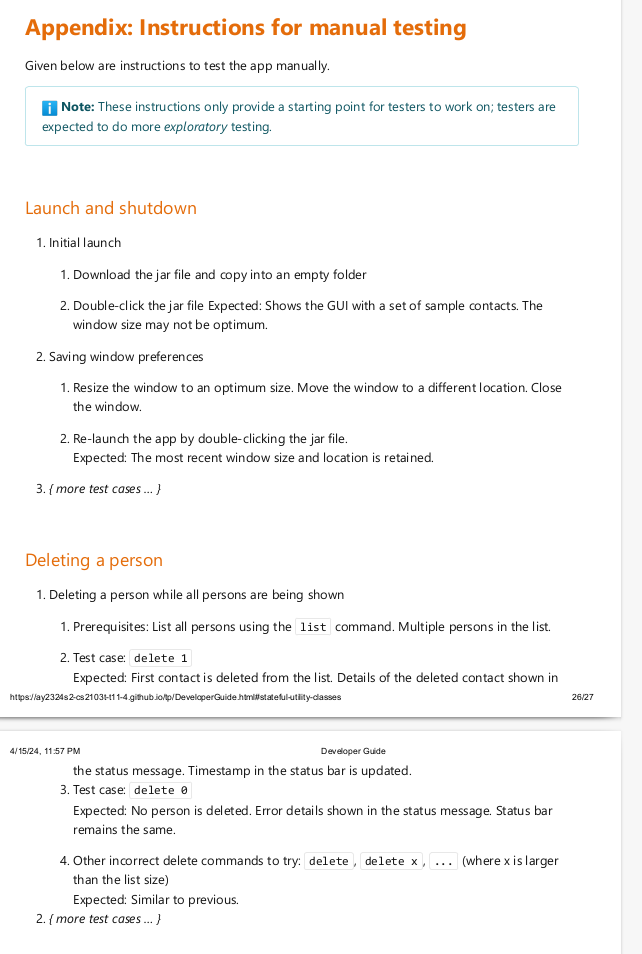 Appendix: Instructions for manual testing
Given below are instructions to test the app manually.
Note: These instructions only provide a starting point for testers to work on; testers are
expected to do more exploratory testing.
Launch and shutdown
1. Initial launch
1. Download the jar file and copy into an empty folder
2. Double-click the jar file Expected: Shows the GUI with a set of sample contacts. The
window size may not be optimum.
2. Saving window preferences
1. Resize the window to an optimum size. Move the window to a different location. Close
the window.
2. Re-launch the app by double-clicking the jar file.
Expected: The most recent window size and location is retained.
3. { more test cases … }
Deleting a person
1. Deleting a person while all persons are being shown
1. Prerequisites: List all persons using the list command. Multiple persons in the list.
2. Test case: delete 1
Expected: First contact is deleted from the list. Details of the deleted contact shown in
https://ay2324s2-cs2103t-t11-4.github.io/tp/DeveloperGuide.html#stateful-utility-classes 26/27
4/15/24, 11:57 PM Developer Guide
the status message. Timestamp in the status bar is updated.
3. Test case: delete 0
Expected: No person is deleted. Error details shown in the status message. Status bar
remains the same.
4. Other incorrect delete commands to try: delete, delete x, ... (where x is larger
than the list size)
Expected: Similar to previous.
2. { more test cases … }